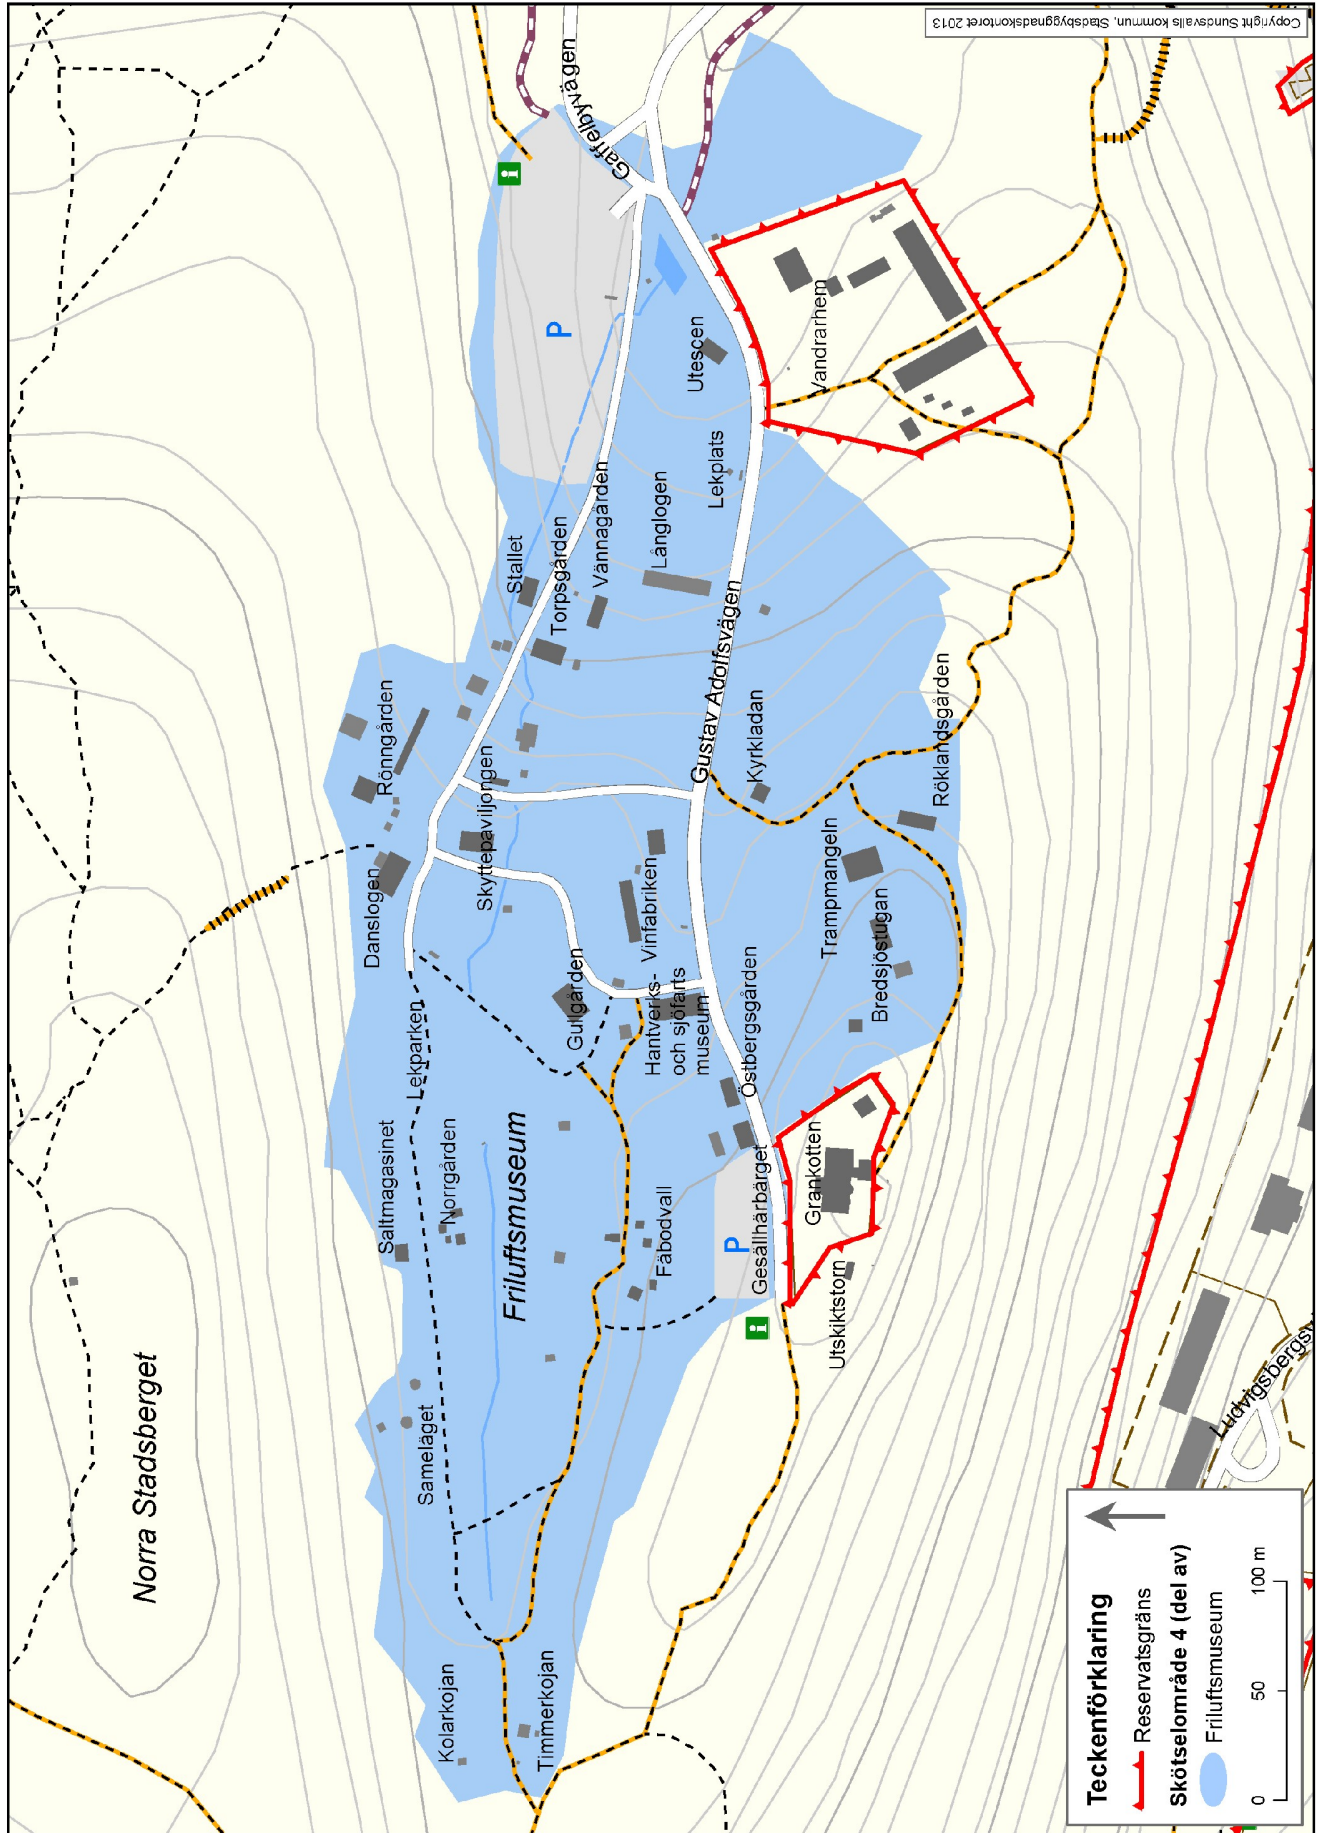 Copyright Sundsvalls kommun, Stadsbyggnadskontoret 2013
Norra Stadsberget
Friluftsmuseum
Gaffelbyvägen
Gustav Adolfsvägen
P
Utescen
Vandrarhem
Lekplats
Långlogen
Vännagården
Torpsgården
Stallet
Rönngården
Skyttepaviljongen
Danslogen
Kyrkladan
Röklandsgården
Trampmangeln
Bredsjöstugan
Vinfabriken
Gullgården
Hantverks-
och sjöfarts
museum
Östbergsgården
Lekparken
Saltmagasinet
Norrgården
Fäbodvall
P
Gesällhärbärget
Grankotten
Utskiktstorn
Sameläget
Kolarkojan
Timmerkojan
Teckenförklaring
Reservatsgräns
Skötselområde 4 (del av)
Friluftsmuseum
0 50 100 m